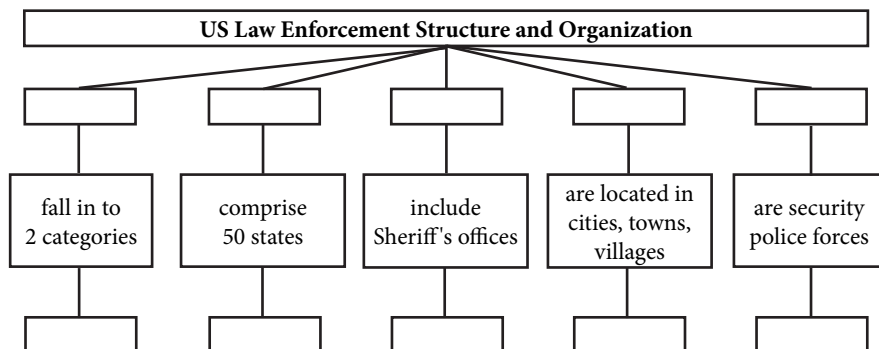 US Law Enforcement Structure and Organization
fall in to
2 categories
comprise
50 states
include
Sheriff's offices
are located in
cities, towns,
villages
are security
police forces